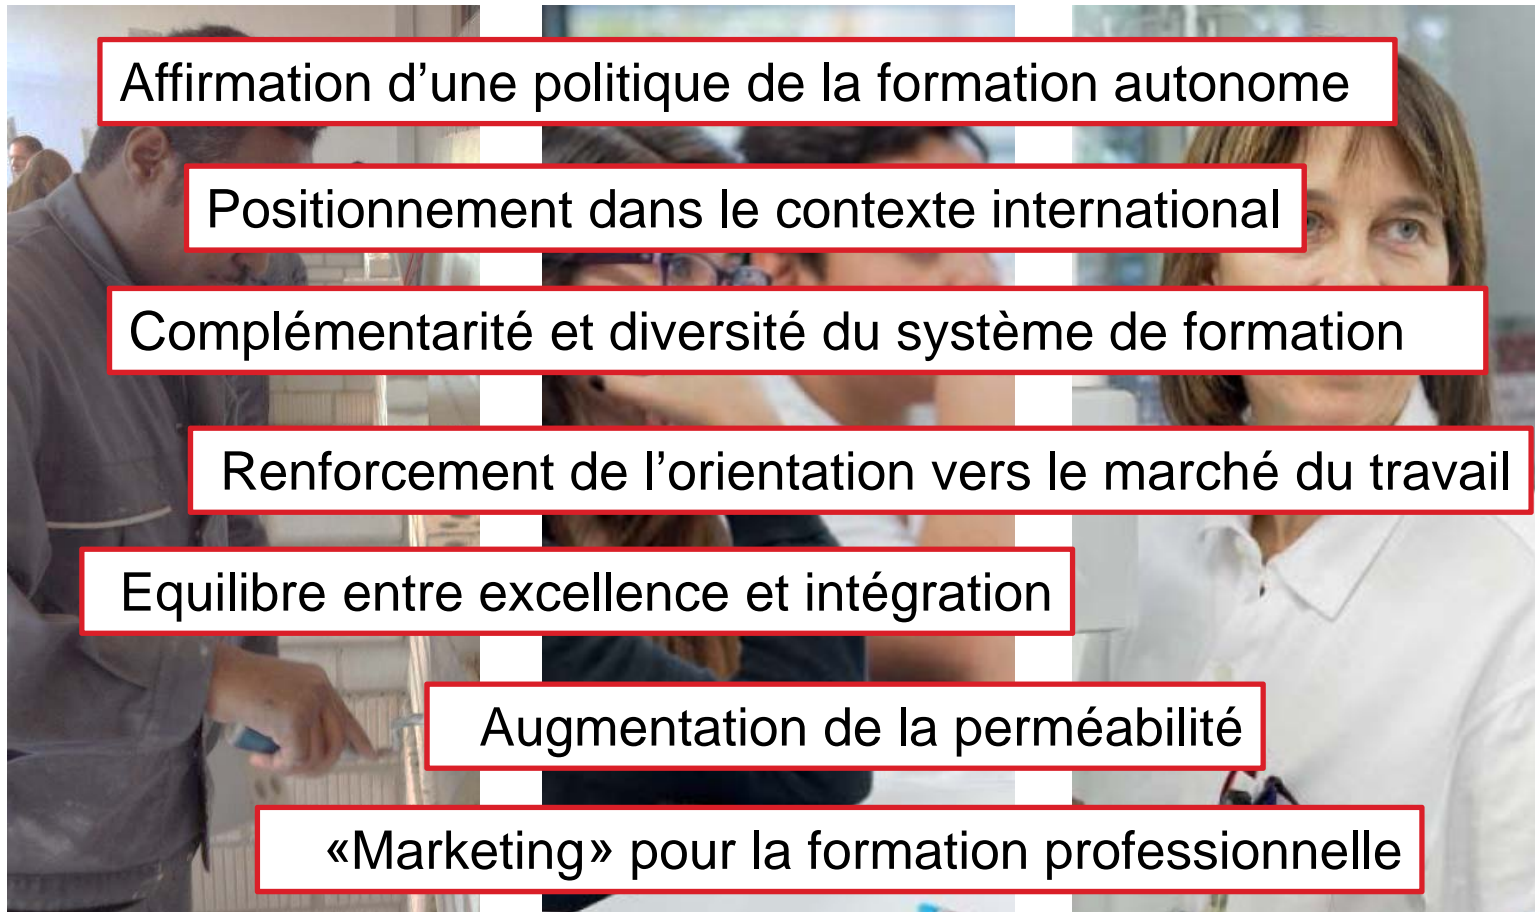 Affirmation d’une politique de la formation autonome
Positionnement dans le contexte international
Complémentarité et diversité du système de formation
Renforcement de l’orientation vers le marché du travail
Equilibre entre excellence et intégration
Augmentation de la perméabilité
«Marketing» pour la formation professionnelle